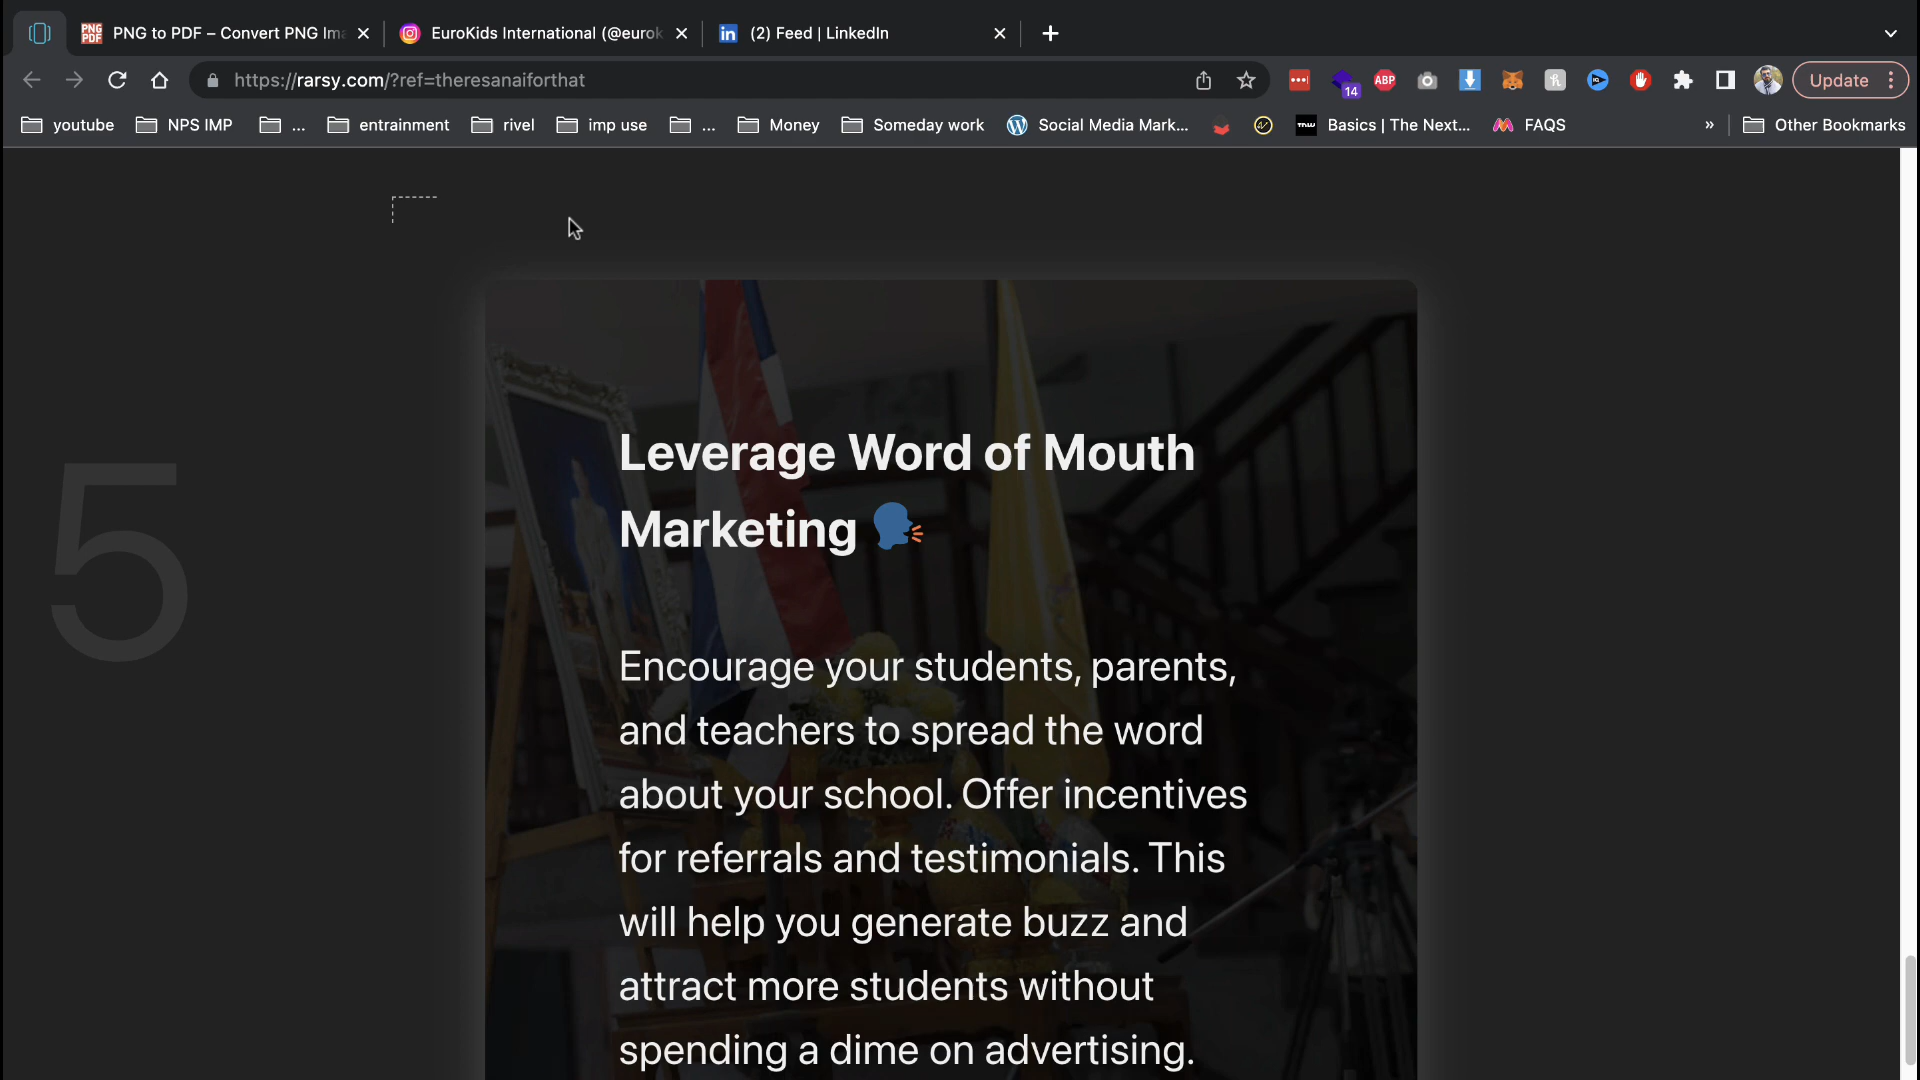 PNG to PDF – Convert PNG Im
EuroKids International (@eurok
(2) Feed | LinkedIn
https://rarsy.com/?ref=theresanaiforthat
14
ABP
Update
youtube
NPS IMP
...
entrainment
rivel
imp use
...
Money
Someday work
Social Media Mark...
Basics | The Next...
FAQS
»
Other Bookmarks
5
Leverage Word of Mouth
Marketing 🗣
Encourage your students, parents,
and teachers to spread the word
about your school. Offer incentives
for referrals and testimonials. This
will help you generate buzz and
attract more students without
spending a dime on advertising.